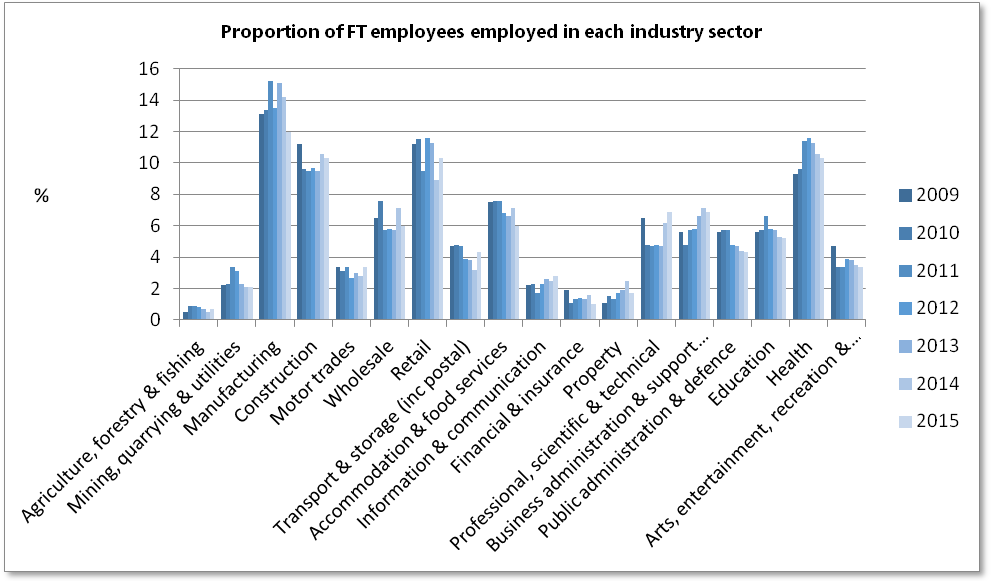 Proportion of FT employees employed in each industry sector
16
14
12
10
8
6
4
2
0
%
Agriculture, forestry & fishing
Mining, quarrying & utilities
Manufacturing
Construction
Motor trades
Wholesale
Retail
Transport & storage (inc postal)
Accommodation & food services
Information & communication
Financial & insurance
Property
Professional, scientific & technical
Business administration & support...
Public administration & defence
Education
Health
Arts, entertainment, recreation &...
2009
2010
2011
2012
2013
2014
2015